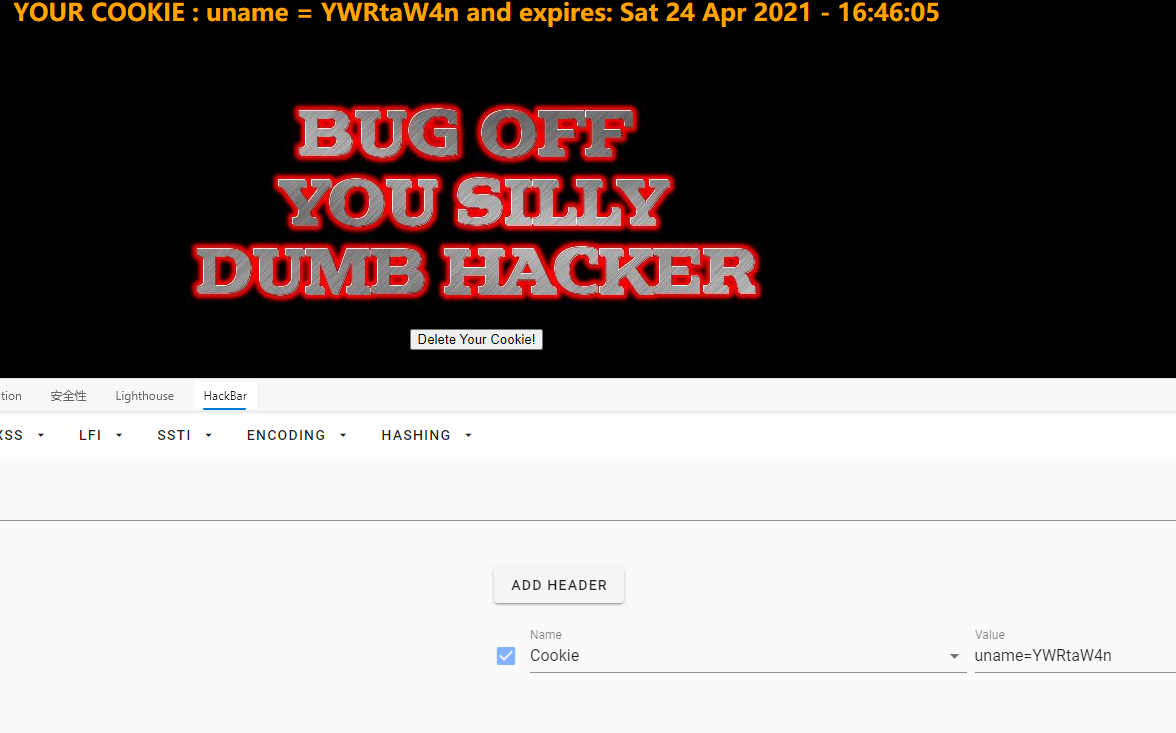 YOUR COOKIE : uname = YWRtaW4n and expires: Sat 24 Apr 2021 - 16:46:05
BUG OFF
YOU SILLY
DUMB HACKER
Delete Your Cookie!
tion 安全性 Lighthouse HackBar
XSS LFI SSTI ENCODING HASHING
ADD HEADER
Name Value
Cookie uname=YWRtaW4n